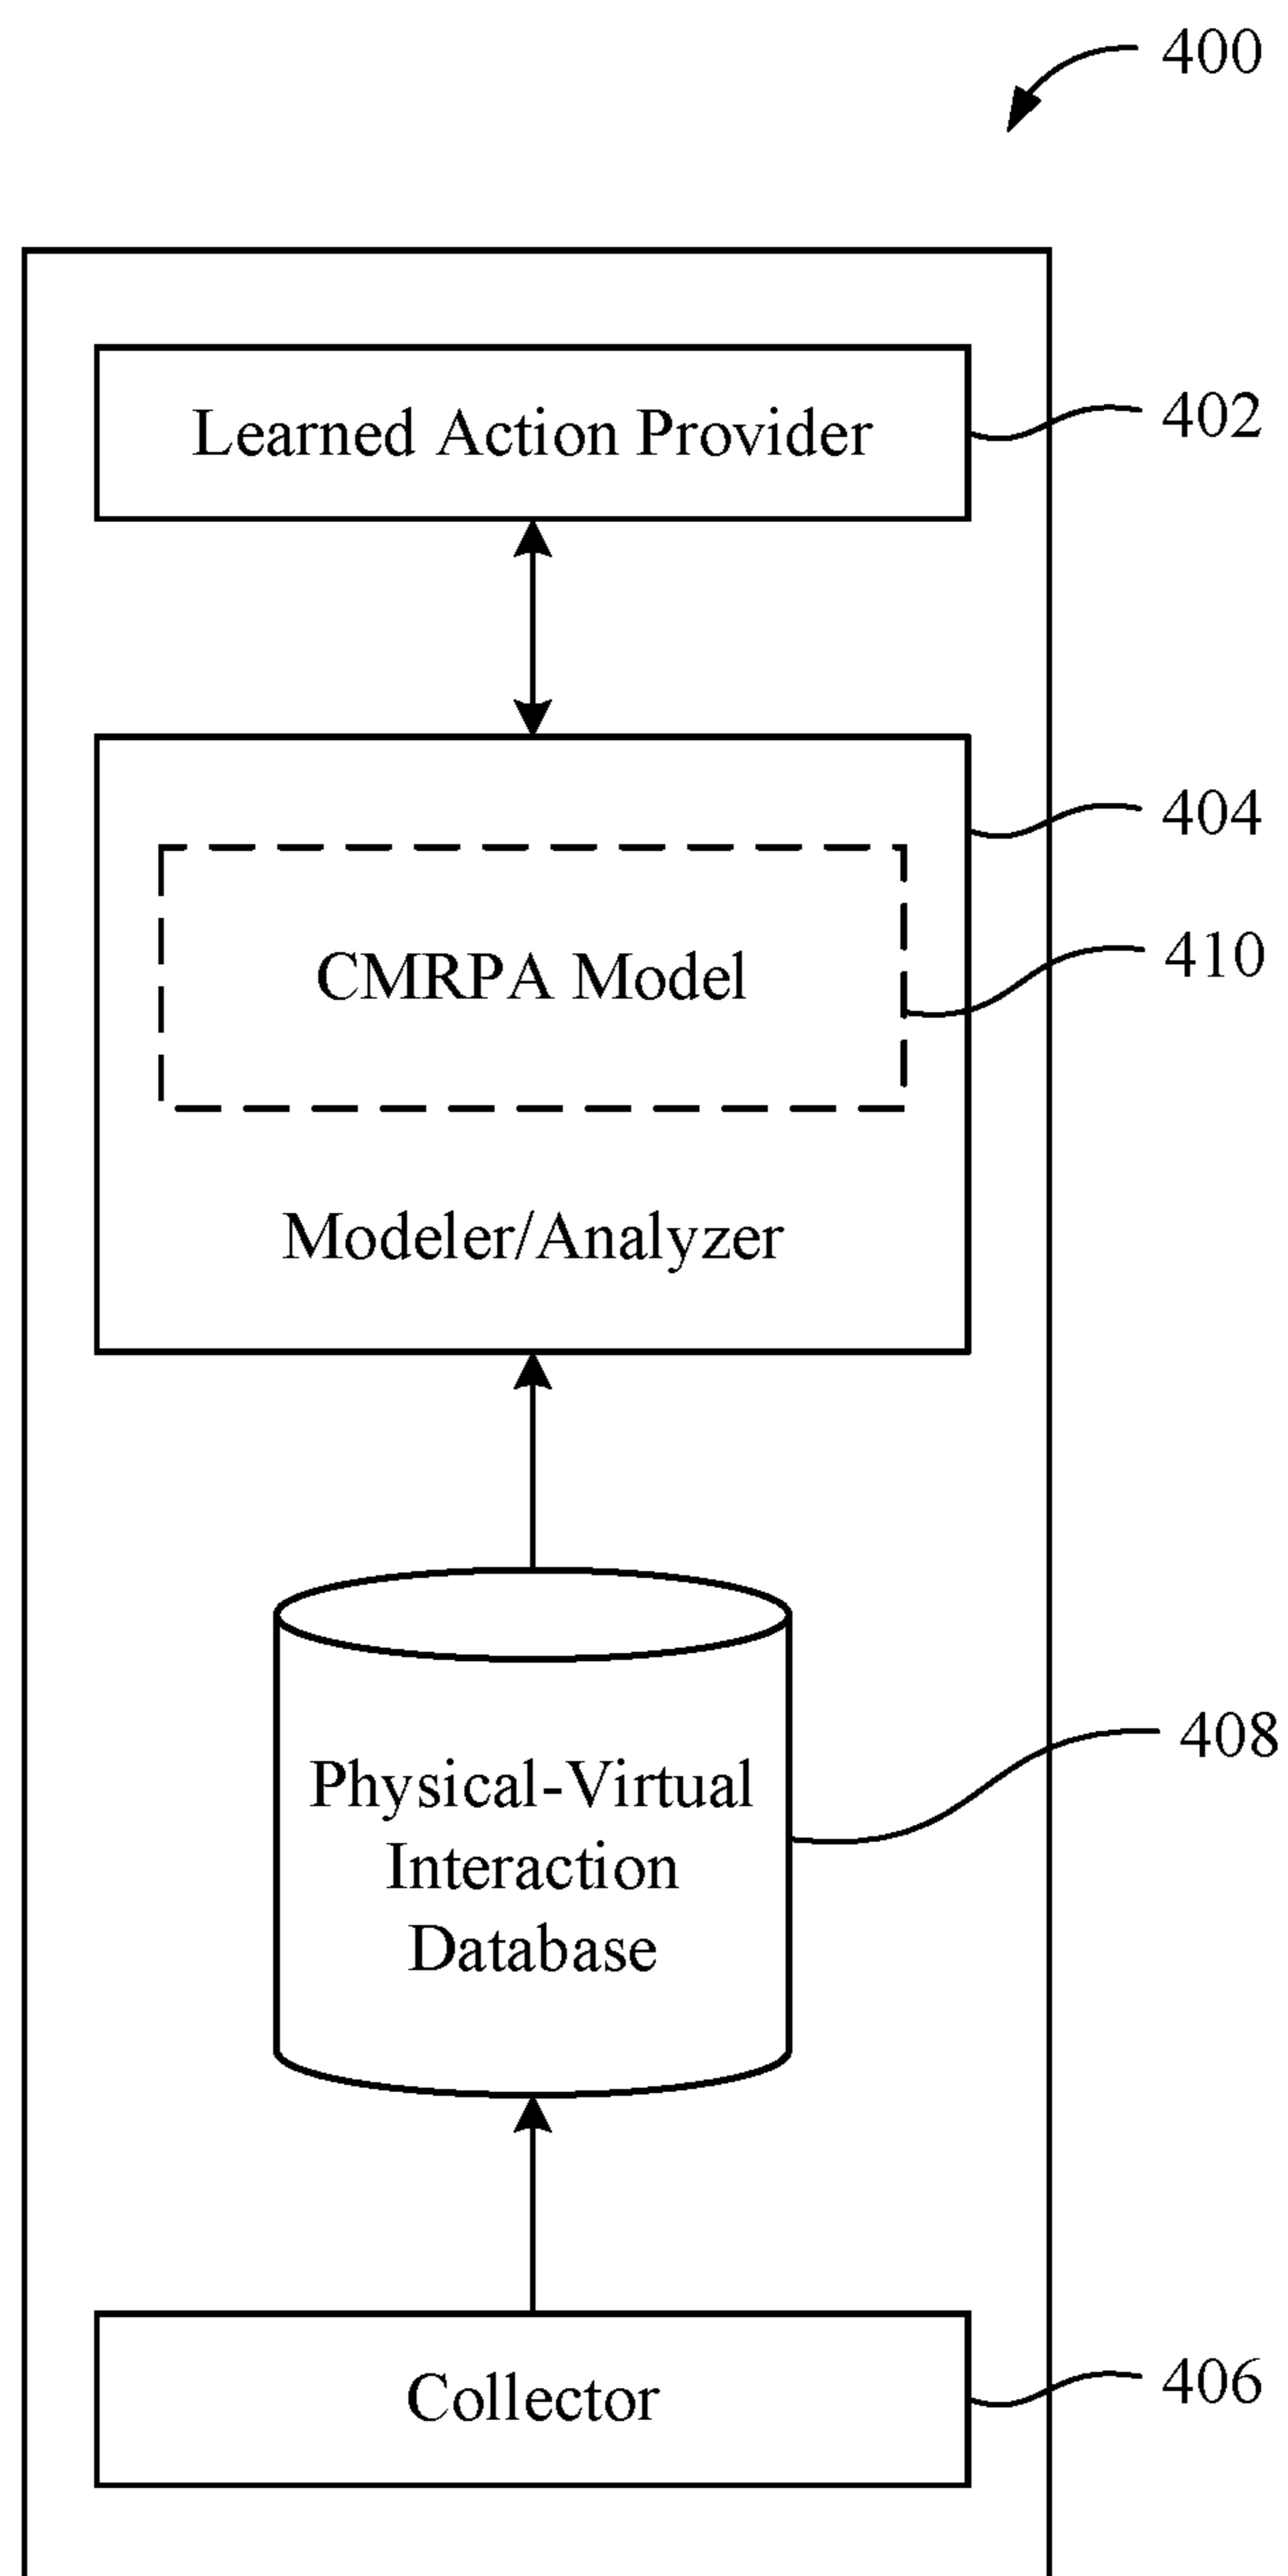 400
Learned Action Provider
402
404
CMRPA Model
410
Modeler/Analyzer
Physical-Virtual
Interaction
Database
408
Collector
406